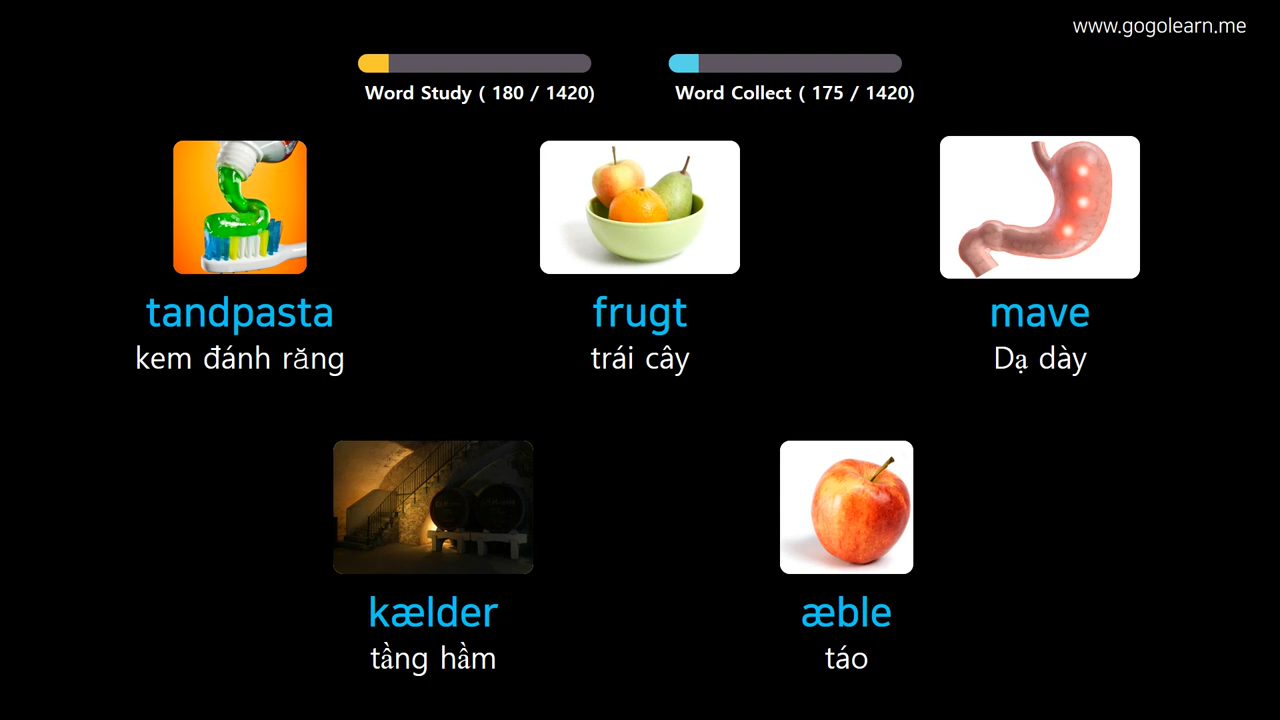 www.gogolearn.me
Word Study ( 180 / 1420)
Word Collect ( 175 / 1420)
tandpasta
kem đánh răng
frugt
trái cây
mave
Dạ dày
kælder
tầng hầm
æble
táo